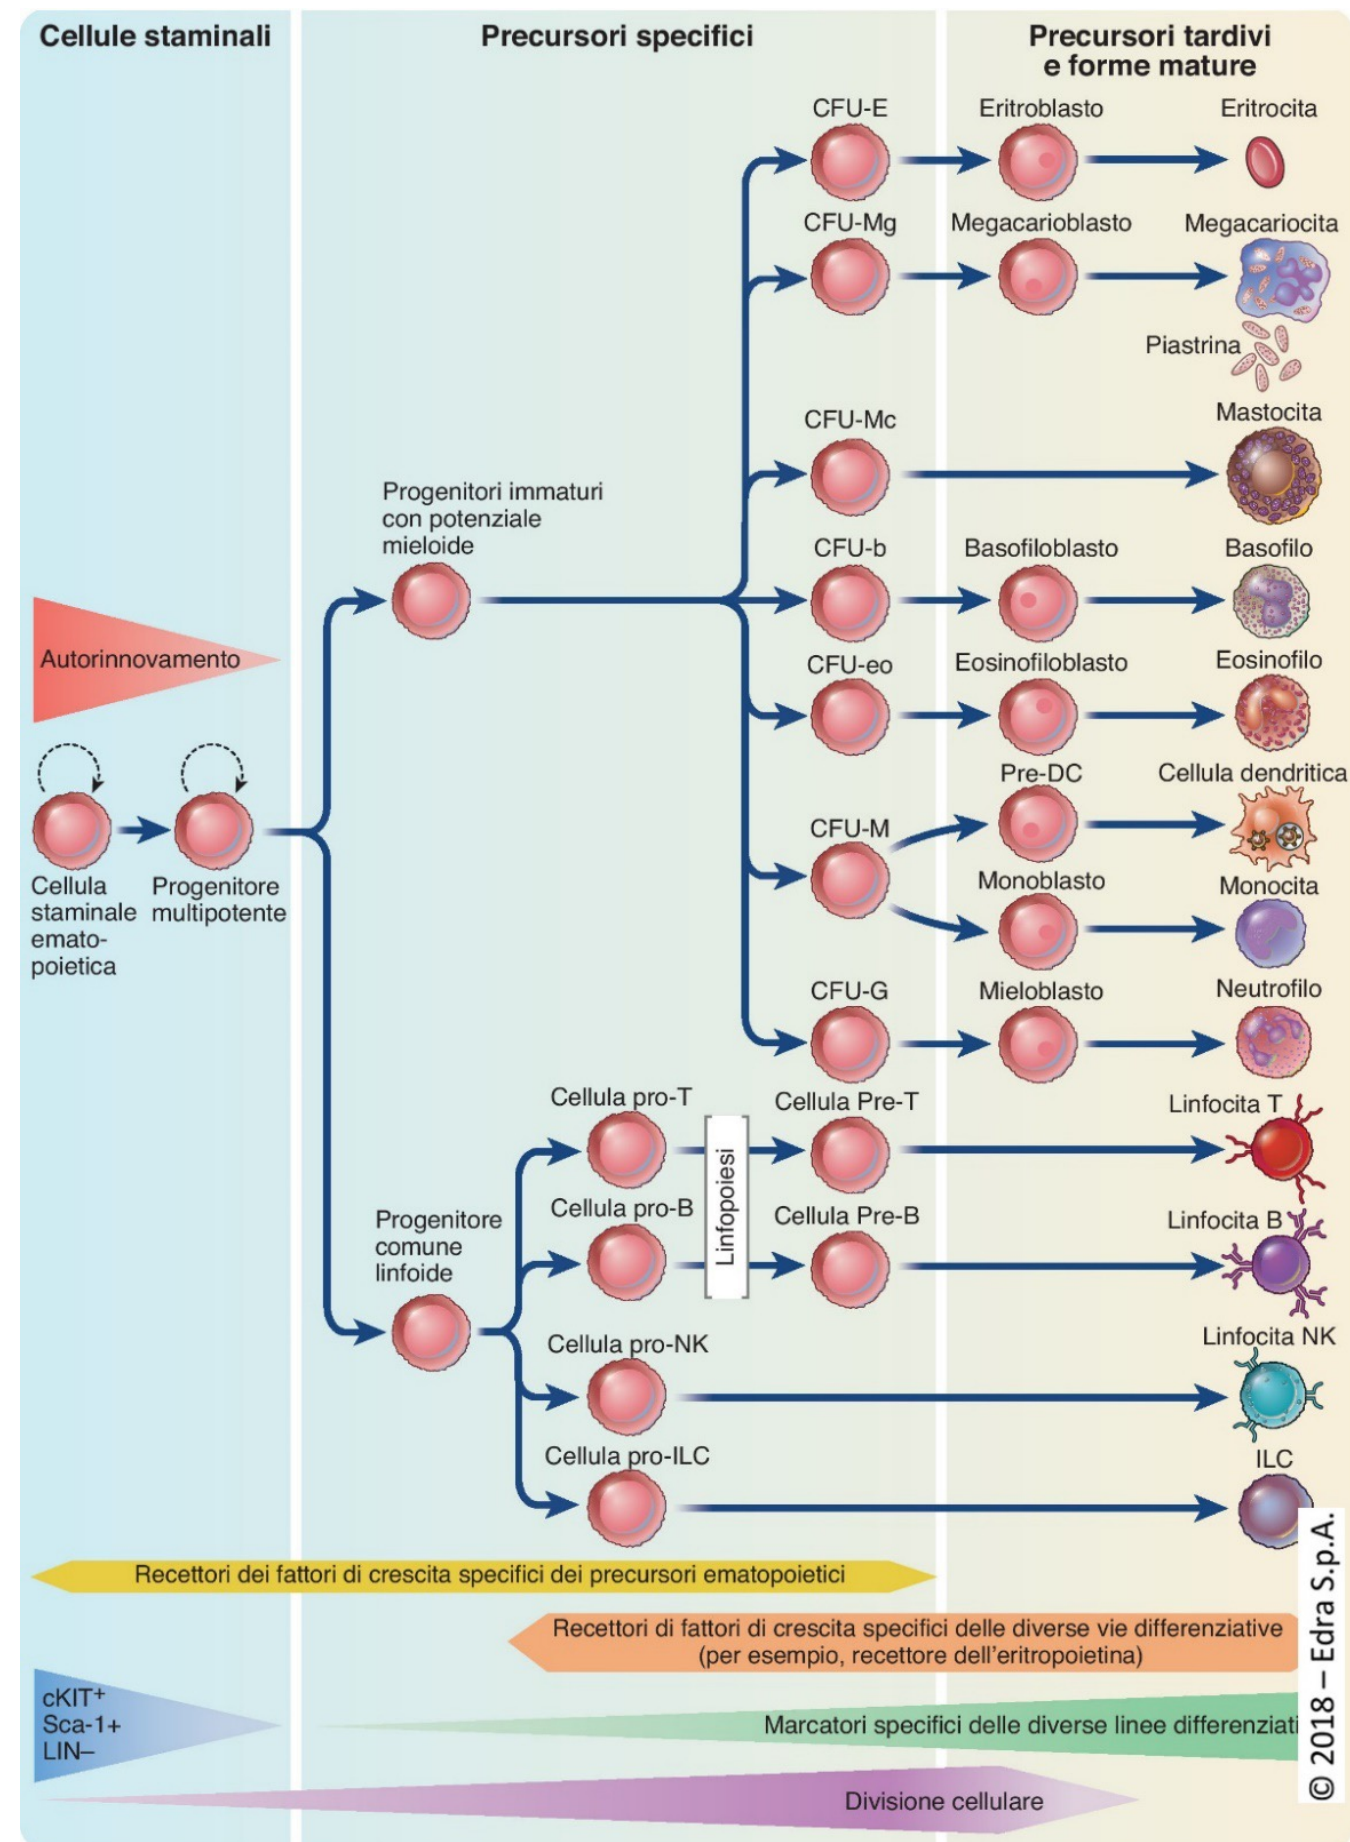 Cellule staminali
Precursori specifici
Precursori tardivi
e forme mature
CFU-E
Eritroblasto
Eritrocita
CFU-Mg
Megacarioblasto
Megacariocita
Piastrina
CFU-Mc
Mastocita
Progenitori immaturi
con potenziale
mieloide
CFU-b
Basofiloblasto
Basofilo
Autorinnovamento
CFU-eo
Eosinofiloblasto
Eosinofilo
Pre-DC
Cellula dendritica
CFU-M
Monoblasto
Monocita
Cellula
staminale
emato-
poietica
Progenitore
multipotente
CFU-G
Mieloblasto
Neutrofilo
Cellula pro-T
Cellula Pre-T
Linfocita T
Linfopoiesi
Cellula pro-B
Cellula Pre-B
Linfocita B
Progenitore
comune
linfoide
Cellula pro-NK
Linfocita NK
Cellula pro-ILC
ILC
Recettori dei fattori di crescita specifici dei precursori ematopoietici
Recettori di fattori di crescita specifici delle diverse vie differenziative
(per esempio, recettore dell'eritropoietina)
cKIT+
Sca-1+
LIN–
Marcatori specifici delle diverse linee differenziati
Divisione cellulare
© 2018 – Edra S.p.A.